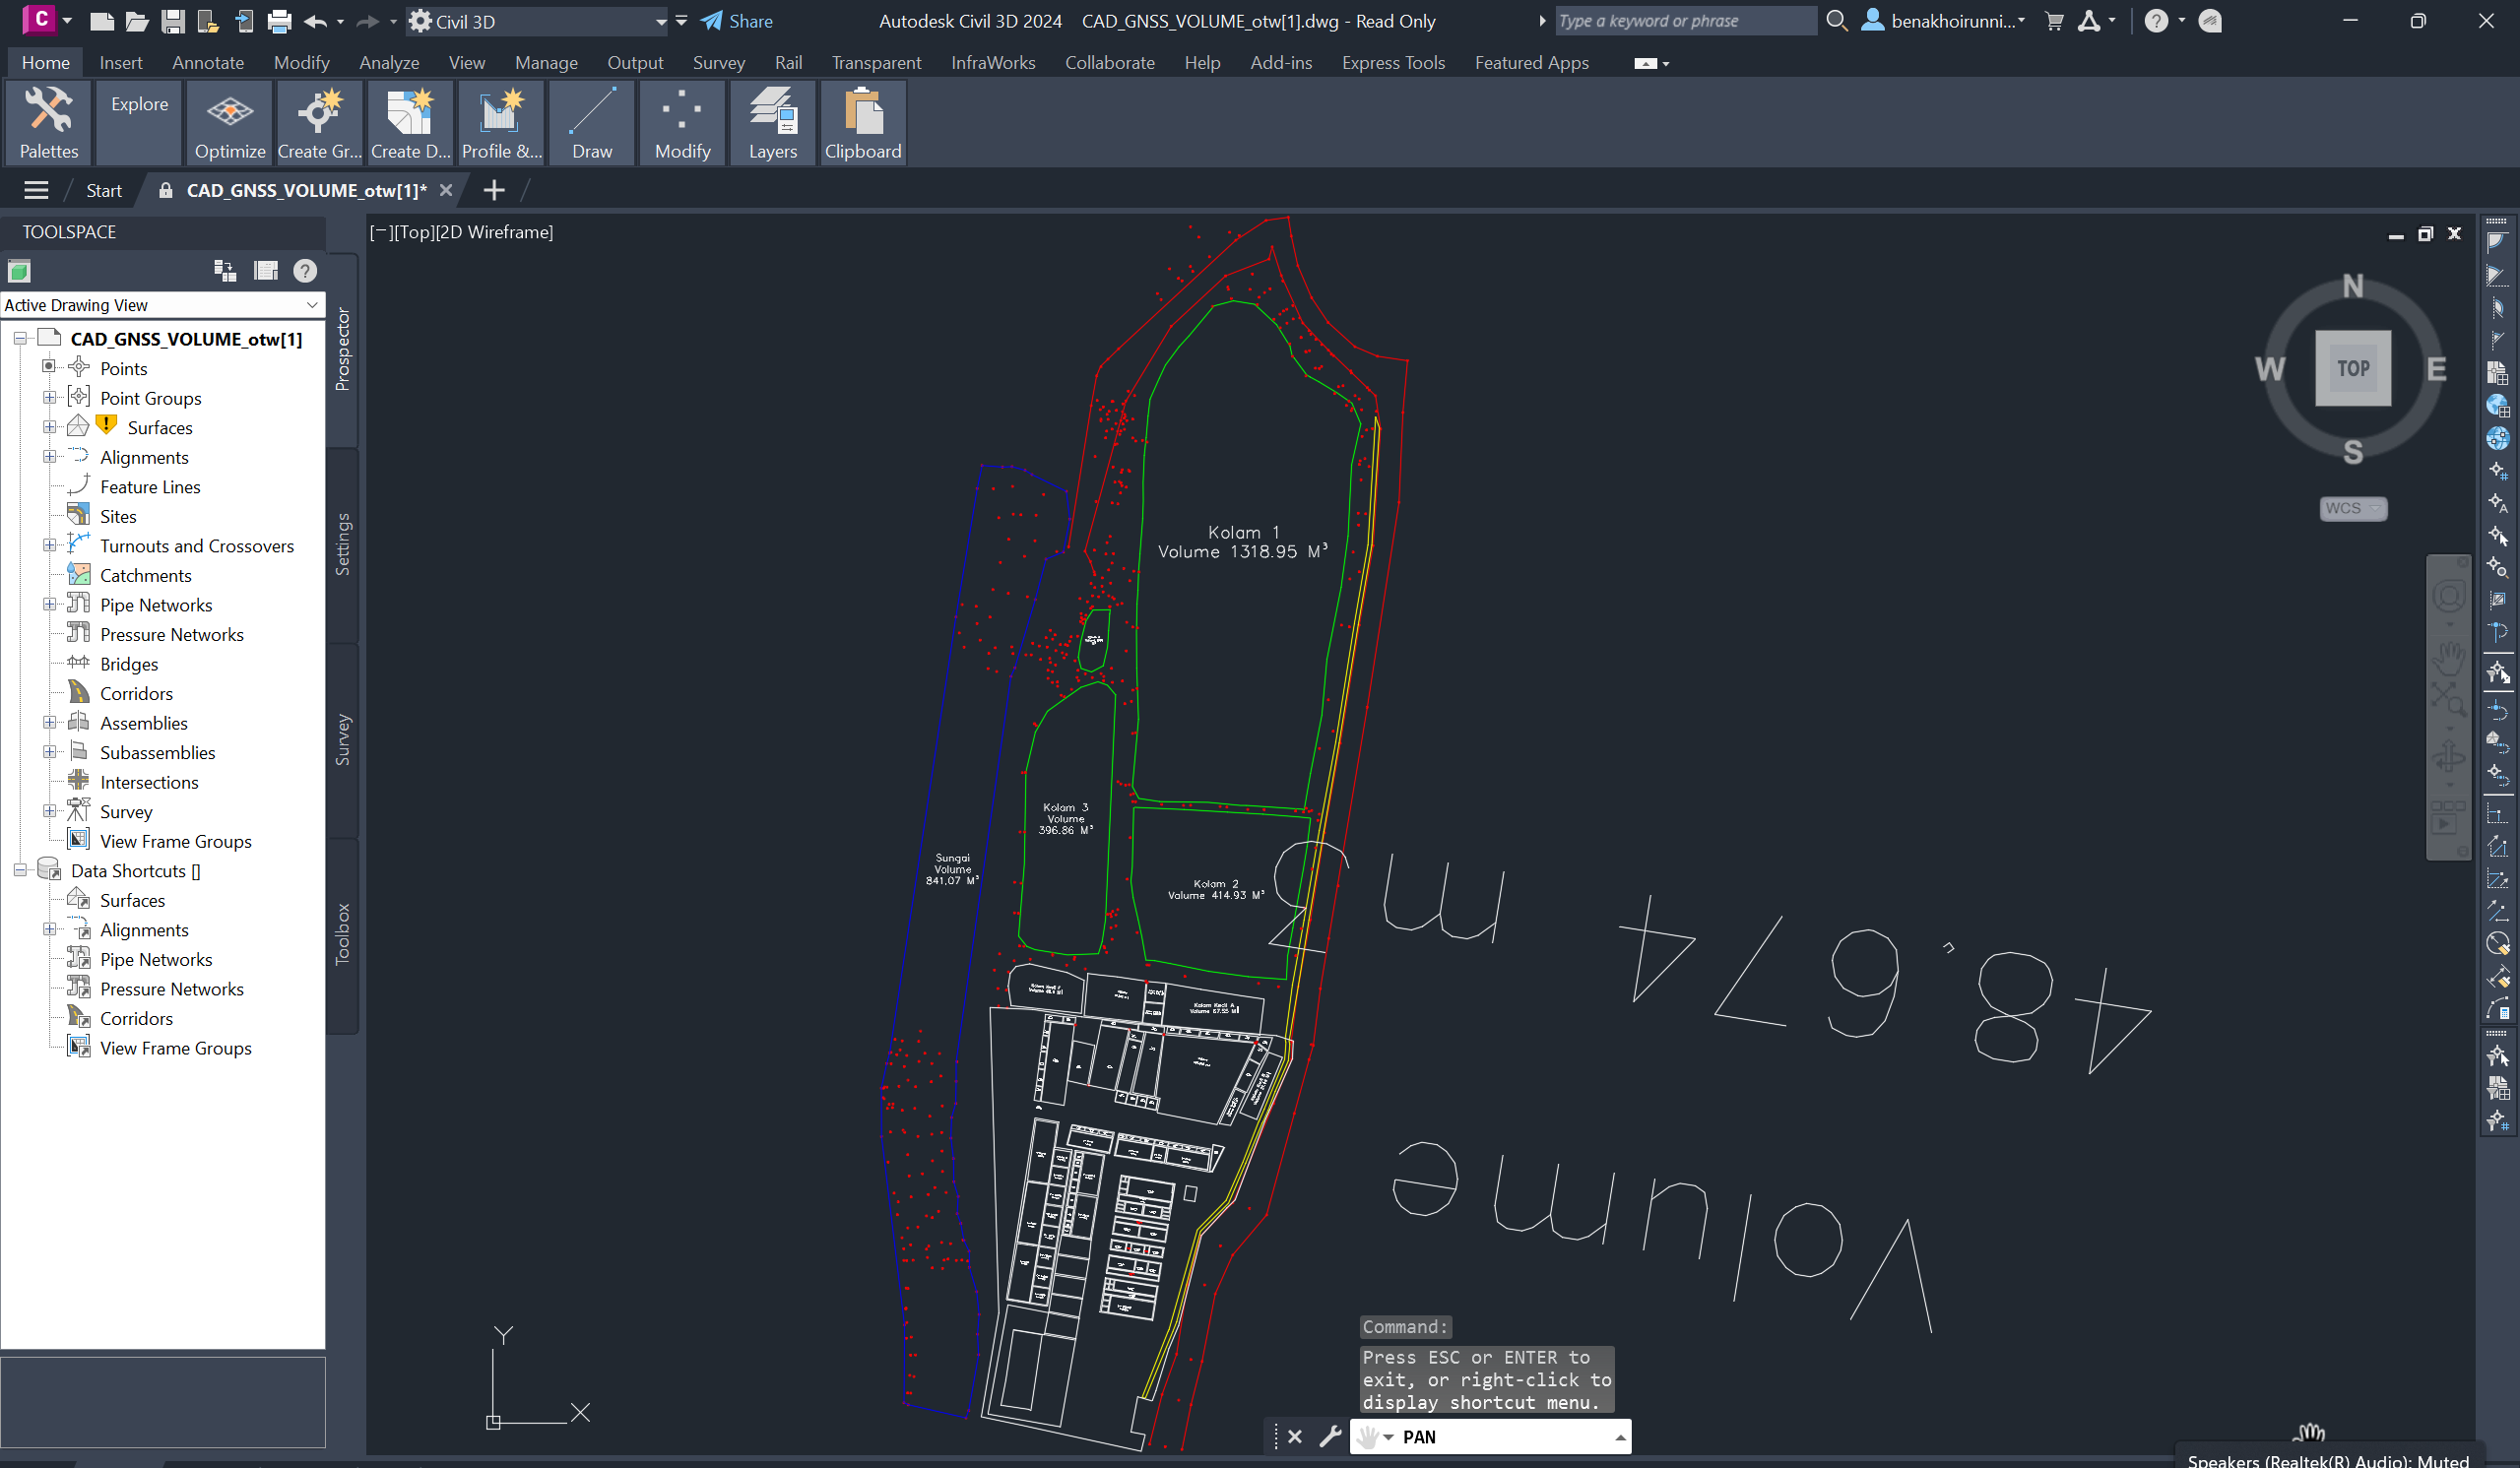 Civil 3D
Share
Autodesk Civil 3D 2024 CAD_GNSS_VOLUME_otw[1].dwg - Read Only
Type a keyword or phrase
benakhoirunni...
Home Insert Annotate Modify Analyze View Manage Output Survey Rail Transparent InfraWorks Collaborate Help Add-ins Express Tools Featured Apps
Palettes Explore Optimize Create Gr... Create D... Profile &... Draw Modify Layers Clipboard
Start CAD_GNSS_VOLUME_otw[1]*
TOOLSPACE
Active Drawing View
CAD_GNSS_VOLUME_otw[1]
Points
Point Groups
Surfaces
Alignments
Feature Lines
Sites
Turnouts and Crossovers
Catchments
Pipe Networks
Pressure Networks
Bridges
Corridors
Assemblies
Subassemblies
Intersections
Survey
View Frame Groups
Data Shortcuts []
Surfaces
Alignments
Pipe Networks
Pressure Networks
Corridors
View Frame Groups
Prospector
Settings
Survey
Toolbox
[−][Top][2D Wireframe]
N
W TOP E
S
WCS
Kolam 1
Volume 1318.95 M³
Kolam 3
Volume
396.86 M³
Sungai
Volume
841.07 M³
Kolam 2
Volume 414.93 M³
Kolam Kecil A
Volume 67.55 M
Volume
48.674 m3
Y
X
Command:
Press ESC or ENTER to
exit, or right-click to
display shortcut menu.
PAN
Speakers (Realtek(R) Audio): Muted